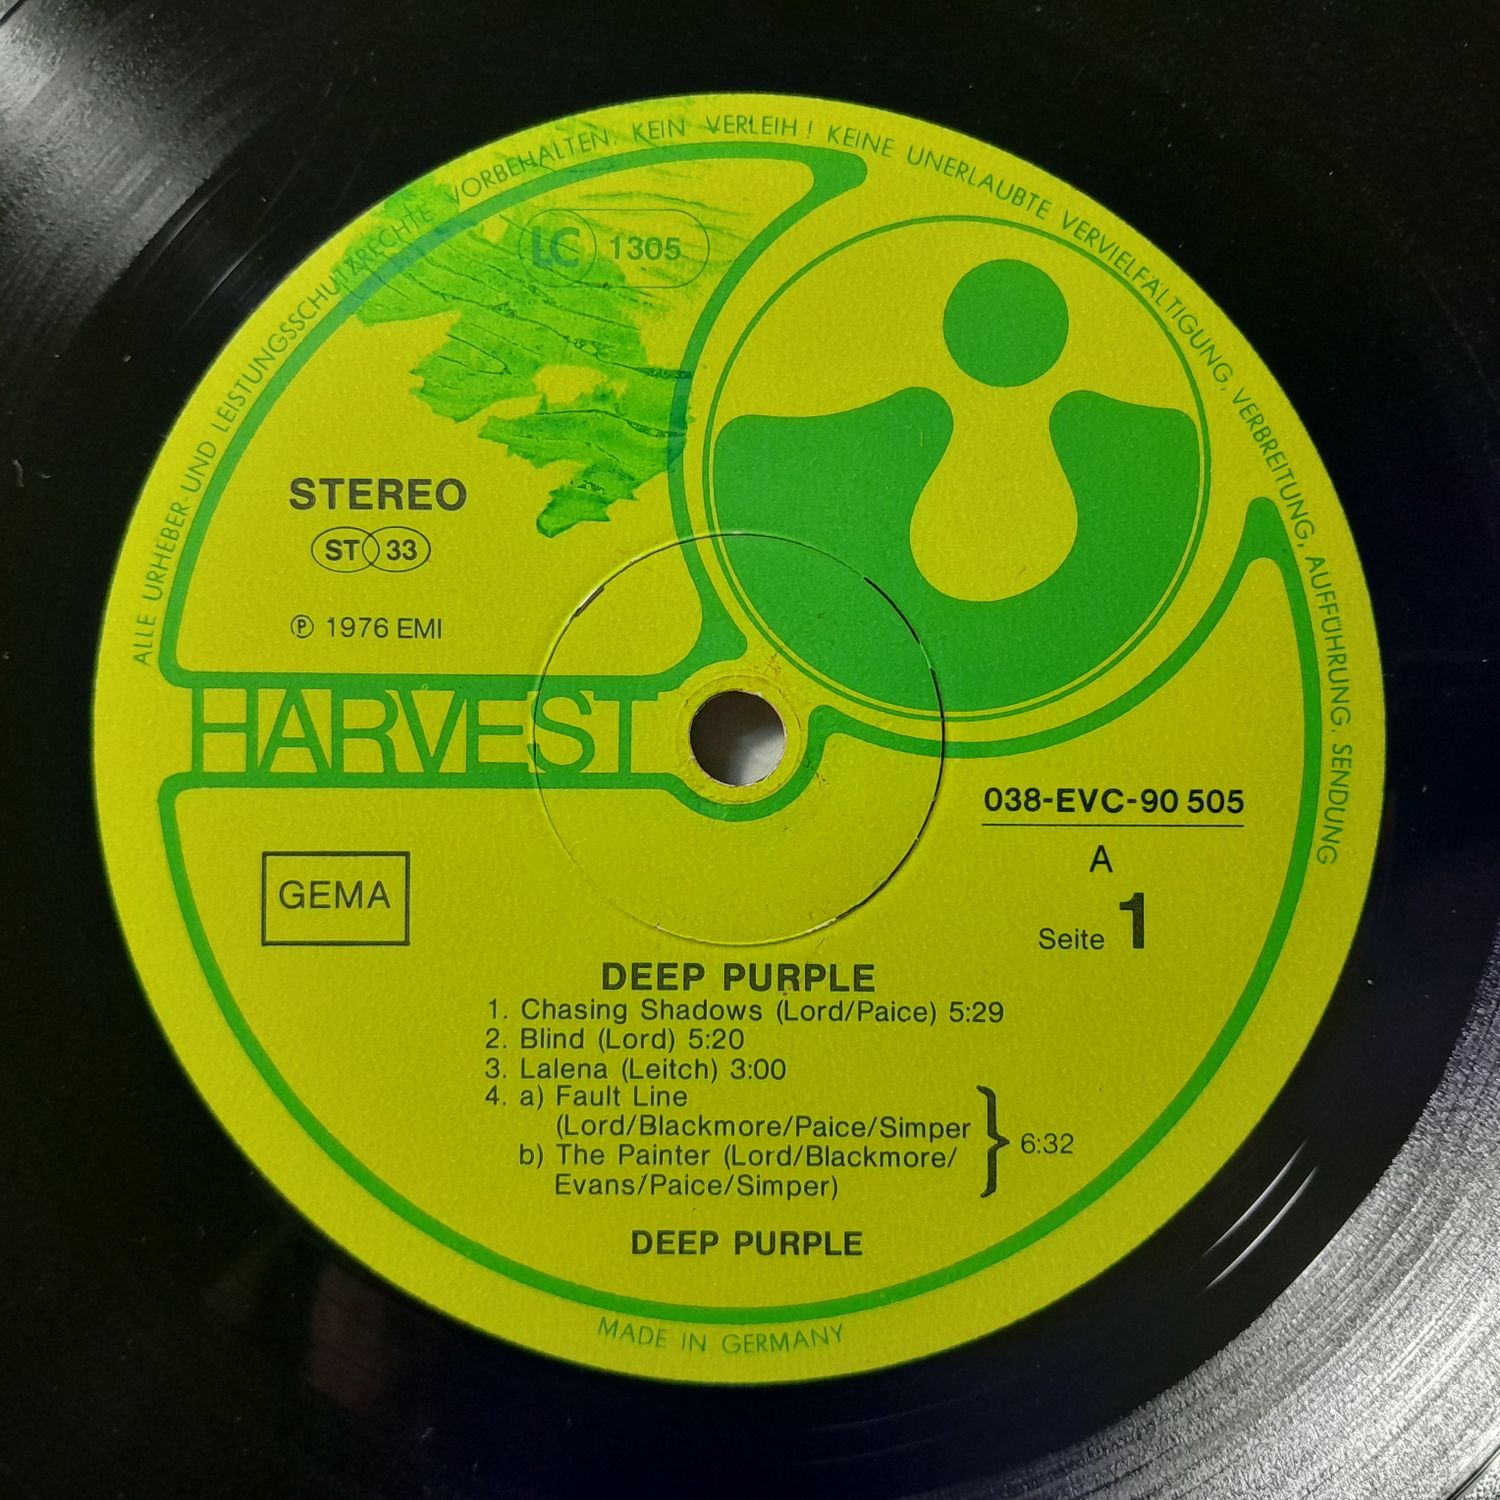 ALLE URHEBER- UND LEISTUNGSSCHUTZRECHTE VORBEHALTEN. KEIN VERLEIH! KEINE UNERLAUBTE VERVIELFÄLTIGUNG, VERBREITUNG, AUFFÜHRUNG, SENDUNG
LC 1305
STEREO
ST 33
℗ 1976 EMI
HARVEST
038-EVC-90 505
A
Seite 1
GEMA
DEEP PURPLE
1. Chasing Shadows (Lord/Paice) 5:29
2. Blind (Lord) 5:20
3. Lalena (Leitch) 3:00
4. a) Fault Line
(Lord/Blackmore/Paice/Simper
b) The Painter (Lord/Blackmore/
Evans/Paice/Simper)
6:32
DEEP PURPLE
MADE IN GERMANY